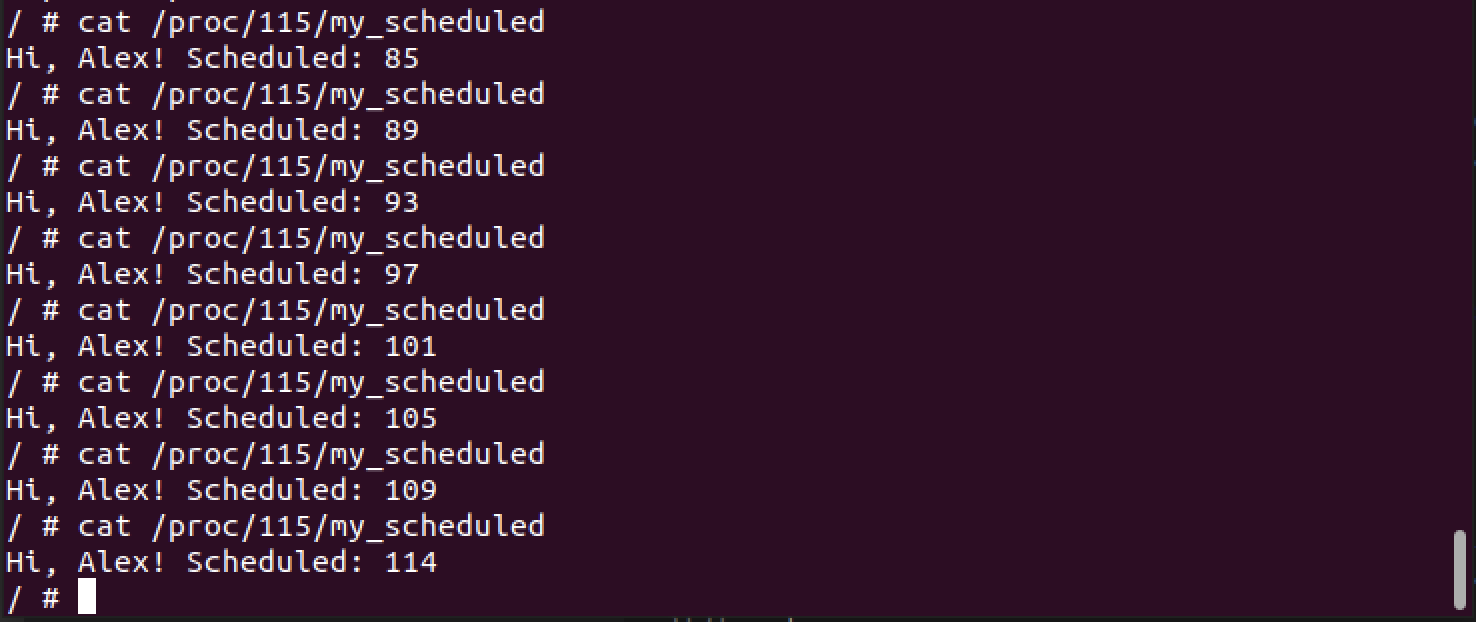 / # cat /proc/115/my_scheduled
Hi, Alex! Scheduled: 85
/ # cat /proc/115/my_scheduled
Hi, Alex! Scheduled: 89
/ # cat /proc/115/my_scheduled
Hi, Alex! Scheduled: 93
/ # cat /proc/115/my_scheduled
Hi, Alex! Scheduled: 97
/ # cat /proc/115/my_scheduled
Hi, Alex! Scheduled: 101
/ # cat /proc/115/my_scheduled
Hi, Alex! Scheduled: 105
/ # cat /proc/115/my_scheduled
Hi, Alex! Scheduled: 109
/ # cat /proc/115/my_scheduled
Hi, Alex! Scheduled: 114
/ #